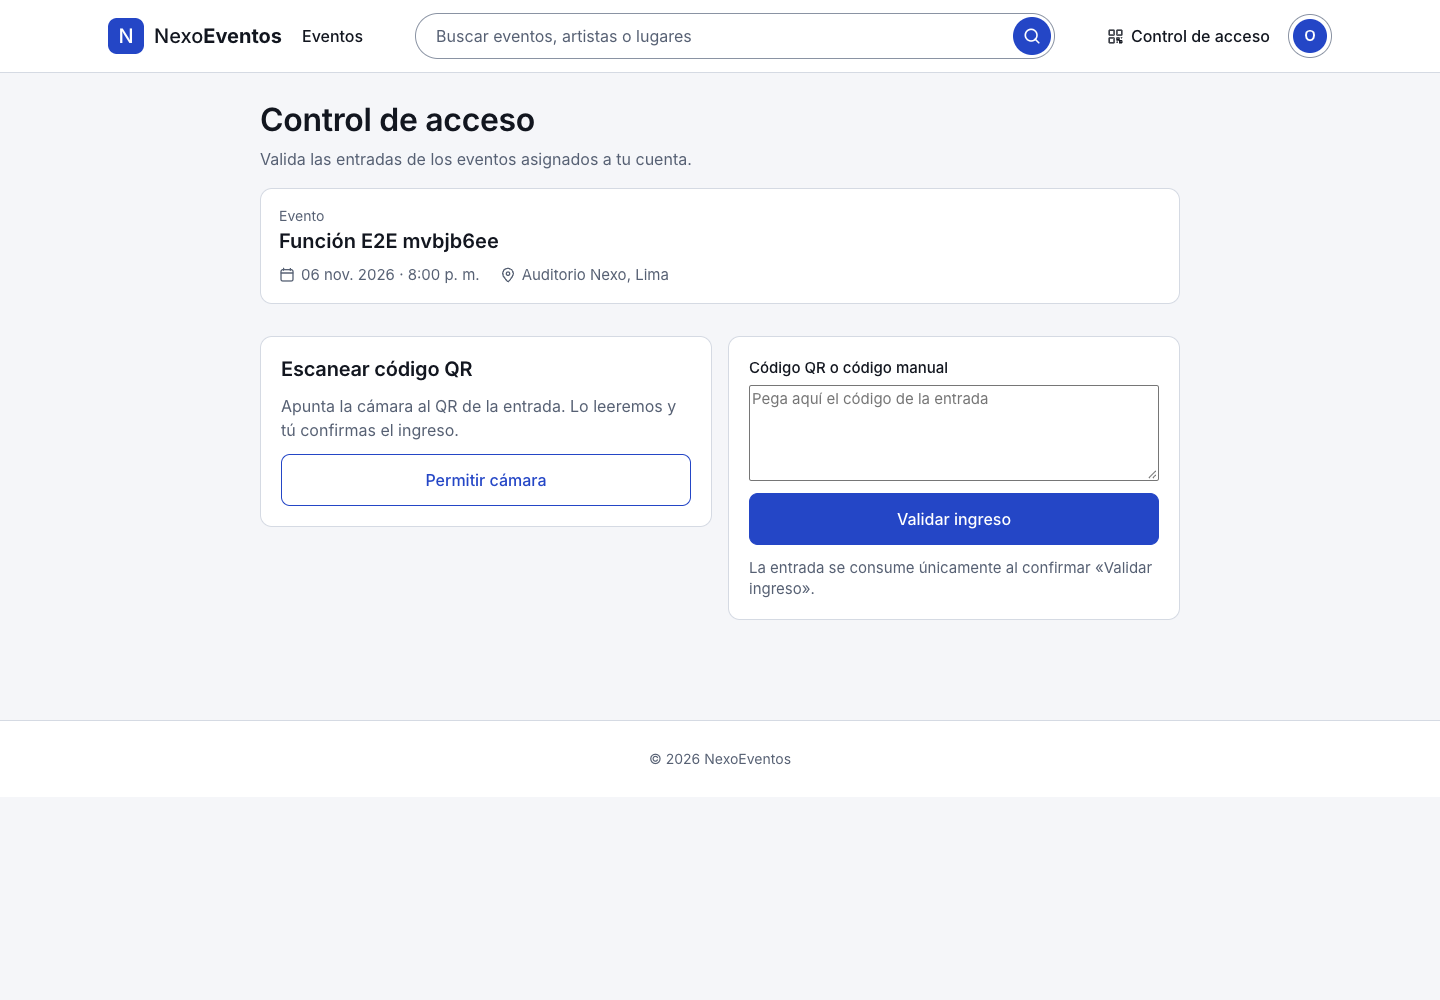 N NexoEventos Eventos Buscar eventos, artistas o lugares Control de acceso O
Control de acceso
Valida las entradas de los eventos asignados a tu cuenta.
Evento
Función E2E mvbjb6ee
06 nov. 2026 · 8:00 p. m. Auditorio Nexo, Lima
Escanear código QR
Apunta la cámara al QR de la entrada. Lo leeremos y
tú confirmas el ingreso.
Permitir cámara
Código QR o código manual
Pega aquí el código de la entrada
Validar ingreso
La entrada se consume únicamente al confirmar «Validar
ingreso».
© 2026 NexoEventos